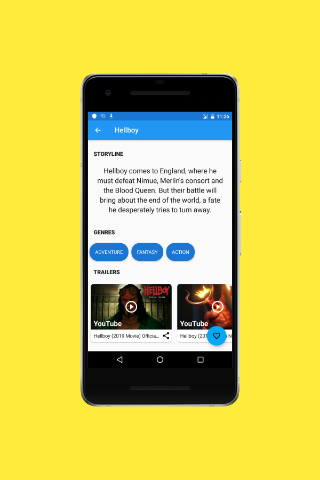 11:26
Hellboy
STORYLINE
Hellboy comes to England, where he
must defeat Nimue, Merlin's consort and
the Blood Queen. But their battle will
bring about the end of the world, a fate
he desperately tries to turn away.
GENRES
ADVENTURE FANTASY ACTION
TRAILERS
HELLBOY
YouTube YouTube
Hellboy (2019 Movie) Officia... Hellboy (201